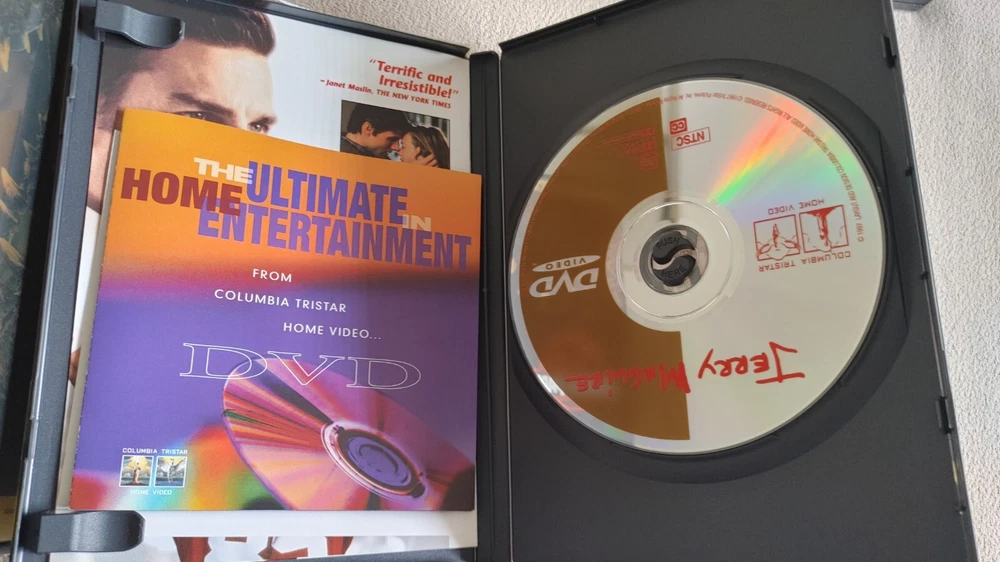 "Terrific and
Irresistible!"
- Janet Maslin, THE NEW YORK TIMES
THE ULTIMATE
HOME IN
ENTERTAINMENT
FROM
COLUMBIA TRISTAR
HOME VIDEO...
DVD
COLUMBIA TRISTAR
HOME VIDEO
JERRY MAGUIRE
DVD
VIDEO
COLUMBIA TRISTAR
HOME VIDEO
NTSC
CC